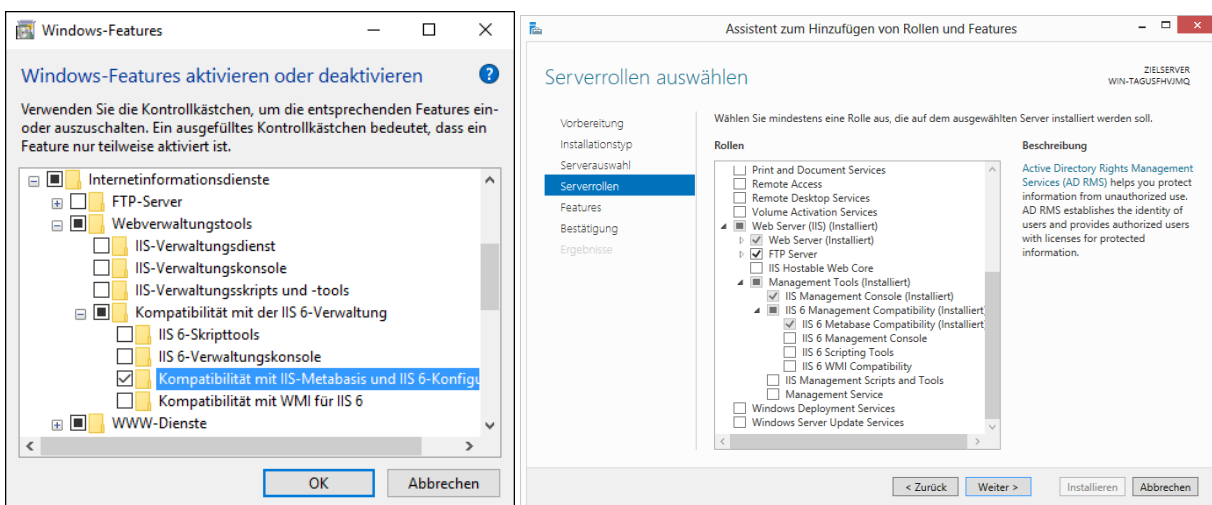 Windows-Features
Windows-Features aktivieren oder deaktivieren
?
Verwenden Sie die Kontrollkästchen, um die entsprechenden Features ein-
oder auszuschalten. Ein ausgefülltes Kontrollkästchen bedeutet, dass ein
Feature nur teilweise aktiviert ist.
Internetinformationsdienste
FTP-Server
Webverwaltungstools
IIS-Verwaltungsdienst
IIS-Verwaltungskonsole
IIS-Verwaltungsskripts und -tools
Kompatibilität mit der IIS 6-Verwaltung
IIS 6-Skripttools
IIS 6-Verwaltungskonsole
Kompatibilität mit IIS-Metabasis und IIS 6-Konfigu
Kompatibilität mit WMI für IIS 6
WWW-Dienste
OK
Abbrechen
Assistent zum Hinzufügen von Rollen und Features
Serverrollen auswählen
ZIELSERVER
WIN-TAGUSFHVJMQ
Vorbereitung
Installationstyp
Serverauswahl
Serverrollen
Features
Bestätigung
Ergebnisse
Wählen Sie mindestens eine Rolle aus, die auf dem ausgewählten Server installiert werden soll.
Rollen
Print and Document Services
Remote Access
Remote Desktop Services
Volume Activation Services
Web Server (IIS) (Installiert)
Web Server (Installiert)
FTP Server
IIS Hostable Web Core
Management Tools (Installiert)
IIS Management Console (Installiert)
IIS 6 Management Compatibility (Installiert
IIS 6 Metabase Compatibility (Installiert
IIS 6 Management Console
IIS 6 Scripting Tools
IIS 6 WMI Compatibility
IIS Management Scripts and Tools
Management Service
Windows Deployment Services
Windows Server Update Services
Beschreibung
Active Directory Rights Management
Services (AD RMS) helps you protect
information from unauthorized use.
AD RMS establishes the identity of
users and provides authorized users
with licenses for protected
information.
< Zurück
Weiter >
Installieren
Abbrechen